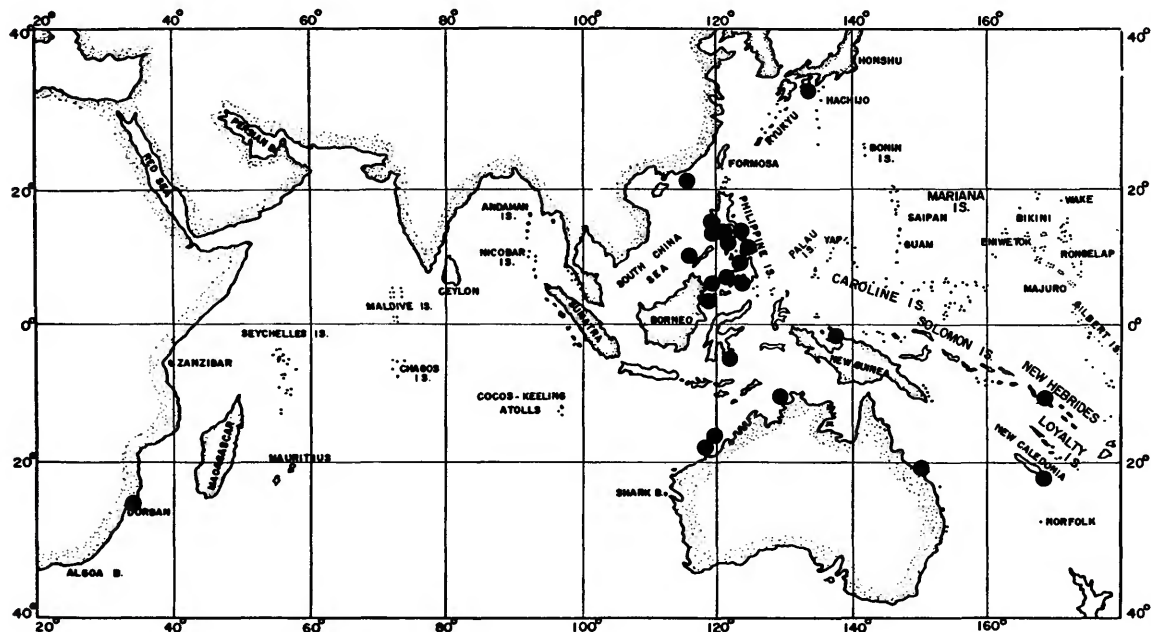 20° 40° 60° 80° 100° 120° 140° 160°
40° 40°
HONSHU
HACHIJO
PERSIAN G.
RYUKYU
RED SEA
FORMOSA
BONIN IS.
20° 20°
ANDAMAN IS.
PHILIPPINE IS.
MARIANA IS.
WAKE
SAIPAN
BIKINI
NICOBAR IS.
SOUTH CHINA SEA
PALAU IS.
YAP
GUAM
ENIWETOK
RONGELAP
CEYLON
MAJURO
MALDIVE IS.
CAROLINE IS.
GILBERT IS.
SEYCHELLES IS.
SUMATRA
BORNEO
0° 0°
SOLOMON IS.
ZANZIBAR
CHAGOS IS.
NEW GUINEA
COCOS-KEELING ATOLLS
NEW HEBRIDES
MADAGASCAR
MAURITIUS
LOYALTY IS.
NEW CALEDONIA
20° 20°
DURBAN
SHARK B.
NORFOLK
ALGOA B.
40° 40°
20° 40° 60° 80° 100° 120° 140° 160°